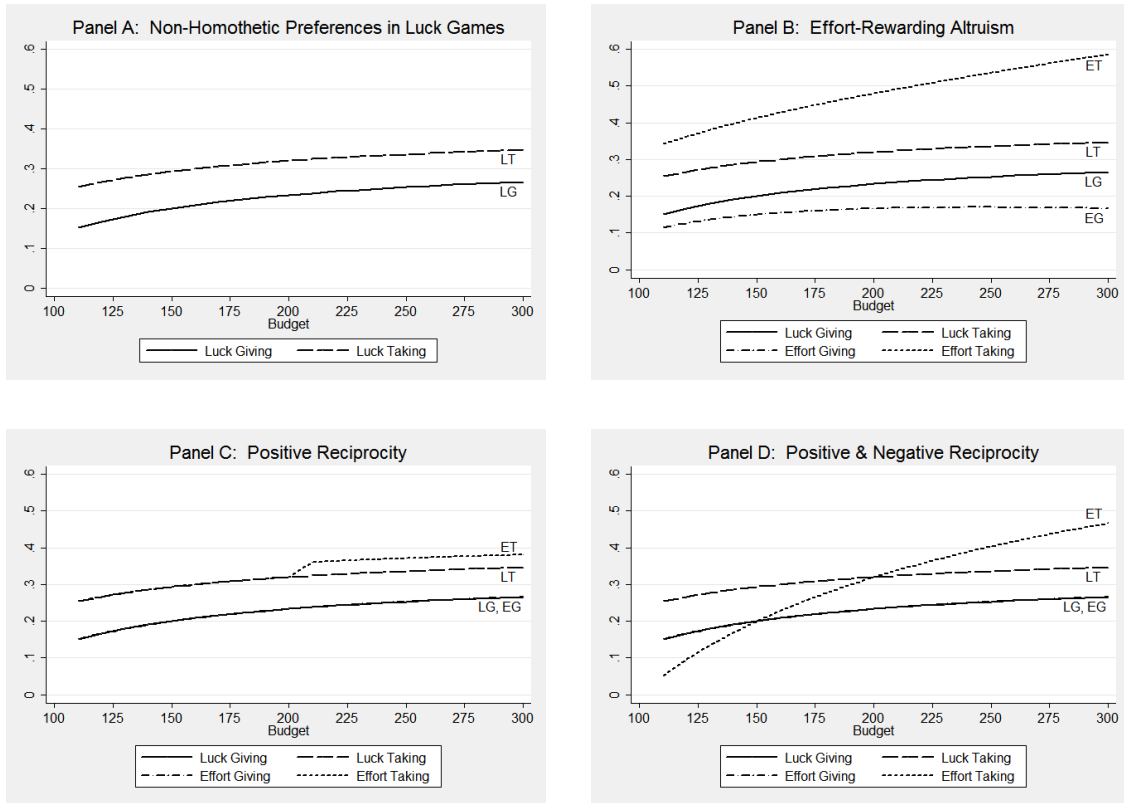 Panel A: Non-Homothetic Preferences in Luck Games
.6
.5
.4
.3
.2
.1
0
LT
LG
100 125 150 175 200 225 250 275 300
Budget
Luck Giving Luck Taking
Panel B: Effort-Rewarding Altruism
.6
.5
.4
.3
.2
.1
0
ET
LT
LG
EG
100 125 150 175 200 225 250 275 300
Budget
Luck Giving Luck Taking
Effort Giving Effort Taking
Panel C: Positive Reciprocity
.6
.5
.4
.3
.2
.1
0
ET
LT
LG, EG
100 125 150 175 200 225 250 275 300
Budget
Luck Giving Luck Taking
Effort Giving Effort Taking
Panel D: Positive & Negative Reciprocity
.6
.5
.4
.3
.2
.1
0
ET
LT
LG, EG
100 125 150 175 200 225 250 275 300
Budget
Luck Giving Luck Taking
Effort Giving Effort Taking